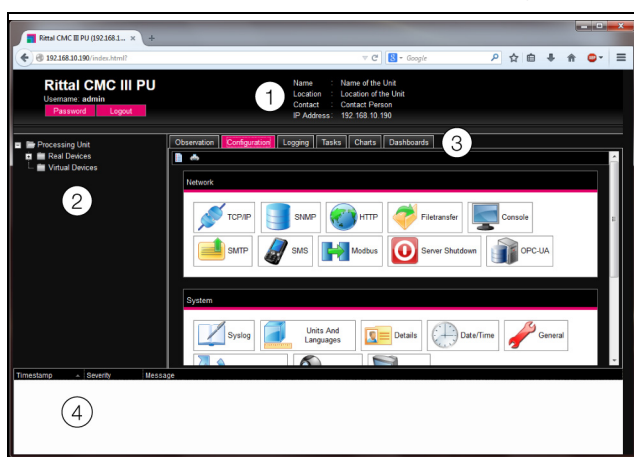 Rittal CMC III PU (192.168.1... × +
192.168.10.190/index.html?
Google
Rittal CMC III PU
Username: admin
Password Logout
1
Name : Name of the Unit
Location : Location of the Unit
Contact : Contact Person
IP Address : 192.168.10.190
Processing Unit
Real Devices
Virtual Devices
2
Observation Configuration Logging Tasks Charts Dashboards
3
Network
TCP/IP SNMP HTTP Filetransfer Console
SMTP SMS Modbus Server Shutdown OPC-UA
System
Syslog Units And Languages Details Date/Time General
Timestamp Severity Message
4